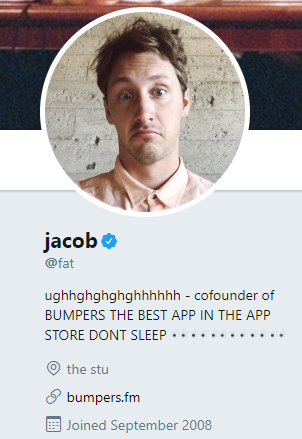 jacob
@fat
ughhghghghghhhhhh - cofounder of
BUMPERS THE BEST APP IN THE APP
STORE DONT SLEEP • • • • • • • • • • • •
the stu
bumpers.fm
Joined September 2008